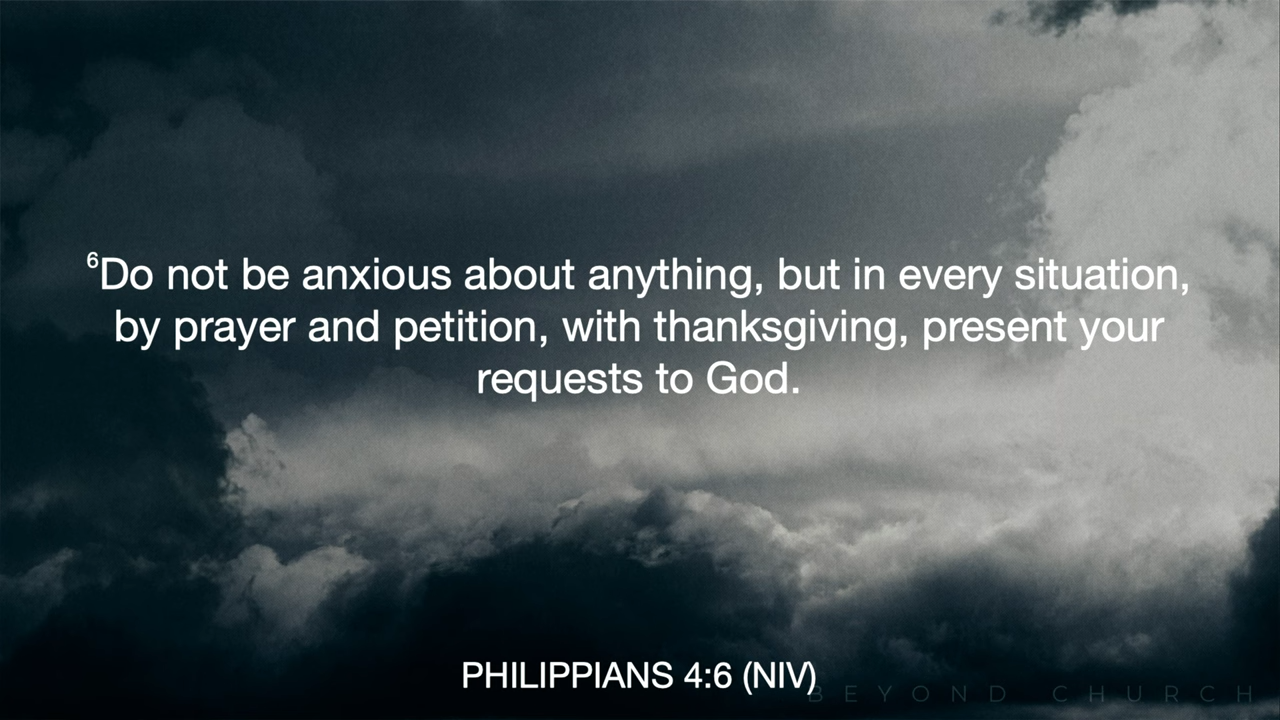 ⁶Do not be anxious about anything, but in every situation,
by prayer and petition, with thanksgiving, present your
requests to God.
PHILIPPIANS 4:6 (NIV)
BEYOND CHURCH